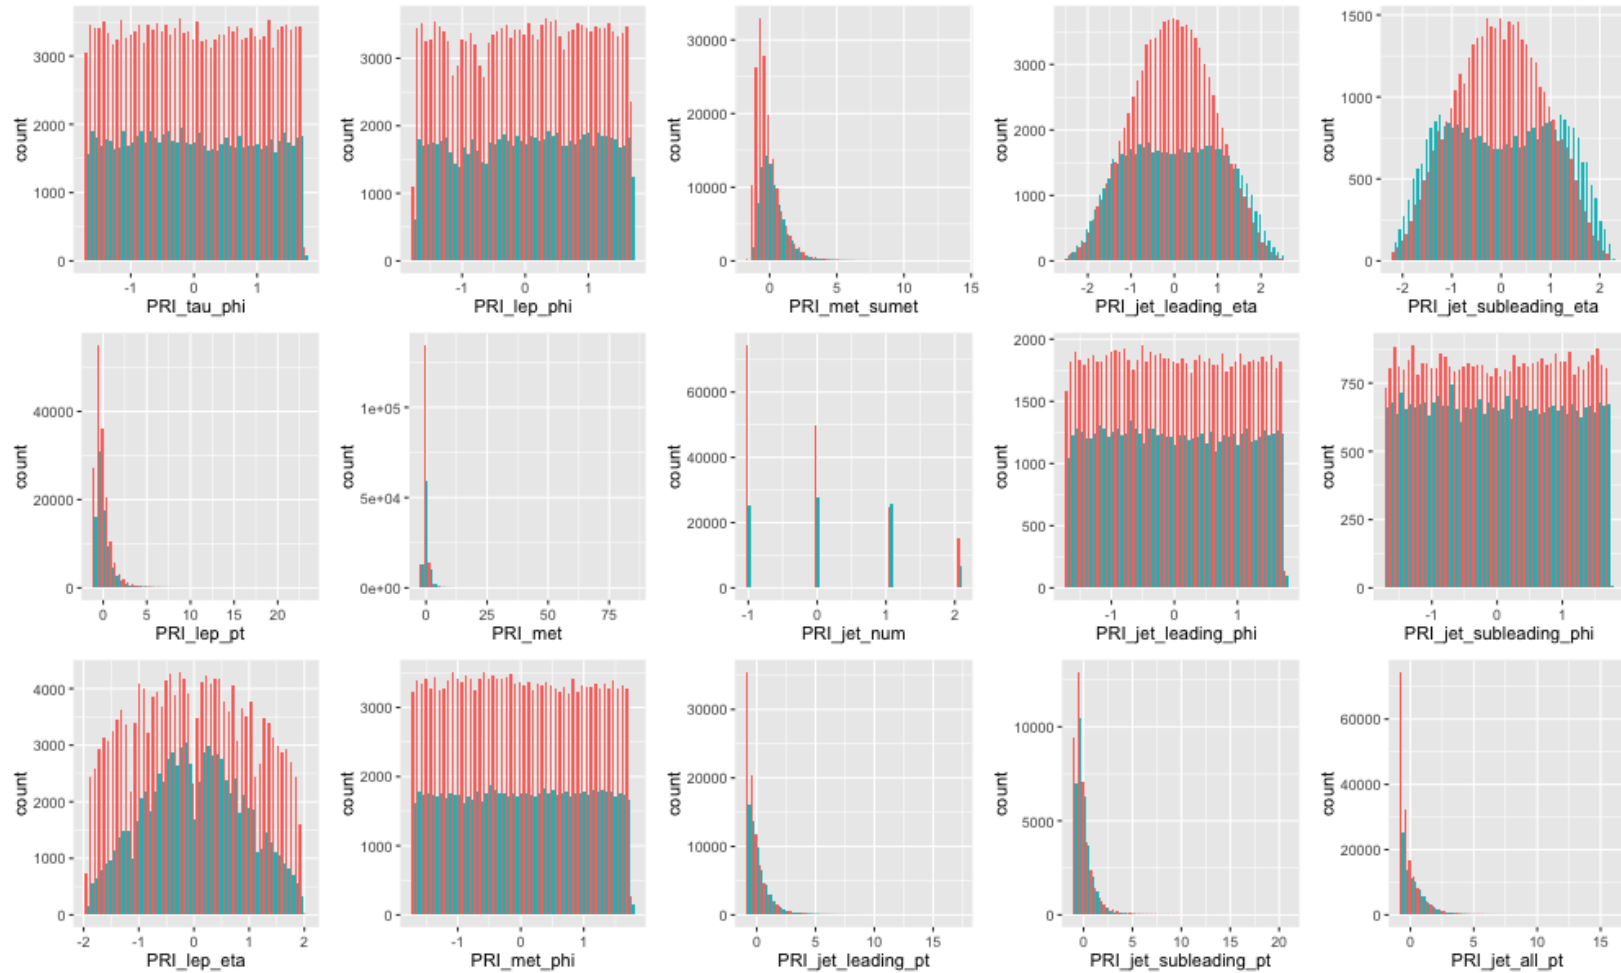 count
3000
2000
1000
0
-1 0 1
PRI_tau_phi
count
3000
2000
1000
0
-1 0 1
PRI_lep_phi
count
30000
20000
10000
0
0 5 10 15
PRI_met_sumet
count
3000
2000
1000
0
-2 -1 0 1 2
PRI_jet_leading_eta
count
1500
1000
500
0
-2 -1 0 1 2
PRI_jet_subleading_eta
count
40000
20000
0
0 5 10 15 20
PRI_lep_pt
count
1e+05
5e+04
0e+00
0 25 50 75
PRI_met
count
60000
40000
20000
0
-1 0 1 2
PRI_jet_num
count
2000
1500
1000
500
0
-1 0 1
PRI_jet_leading_phi
count
750
500
250
0
-1 0 1
PRI_jet_subleading_phi
count
4000
3000
2000
1000
0
-2 -1 0 1 2
PRI_lep_eta
count
3000
2000
1000
0
-1 0 1
PRI_met_phi
count
30000
20000
10000
0
0 5 10 15
PRI_jet_leading_pt
count
10000
5000
0
0 5 10 15 20
PRI_jet_subleading_pt
count
60000
40000
20000
0
0 5 10 15
PRI_jet_all_pt